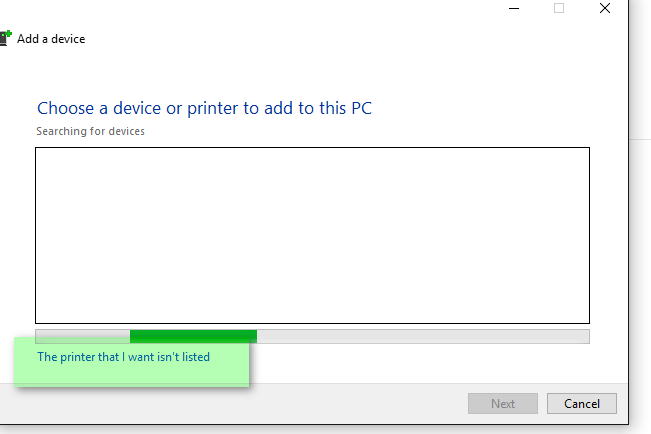 Add a device
Choose a device or printer to add to this PC
Searching for devices
The printer that I want isn't listed
Next
Cancel